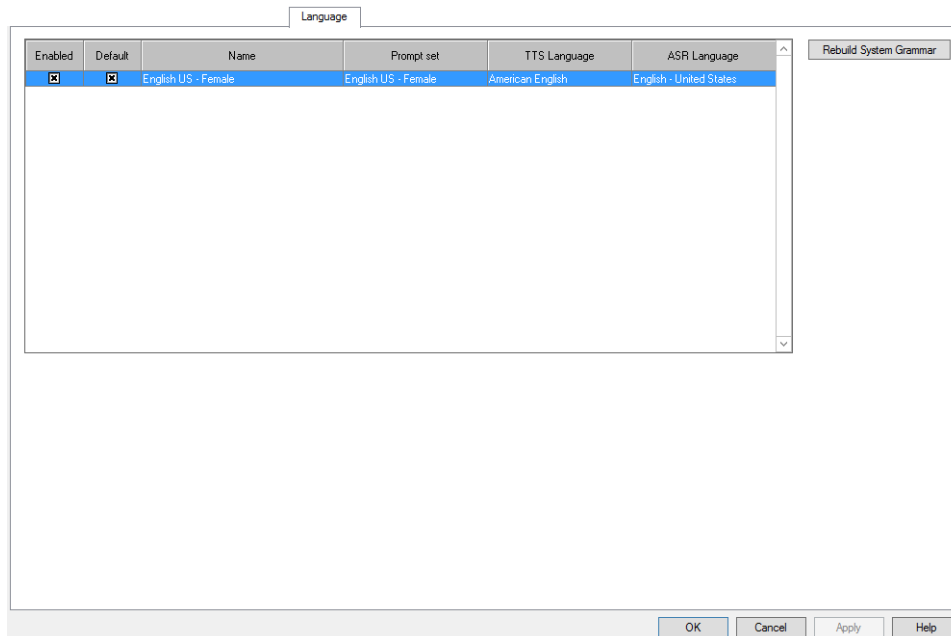 Language
Enabled Default Name Prompt set TTS Language ASR Language
Rebuild System Grammar
English US - Female English US - Female American English English - United States
OK Cancel Apply Help